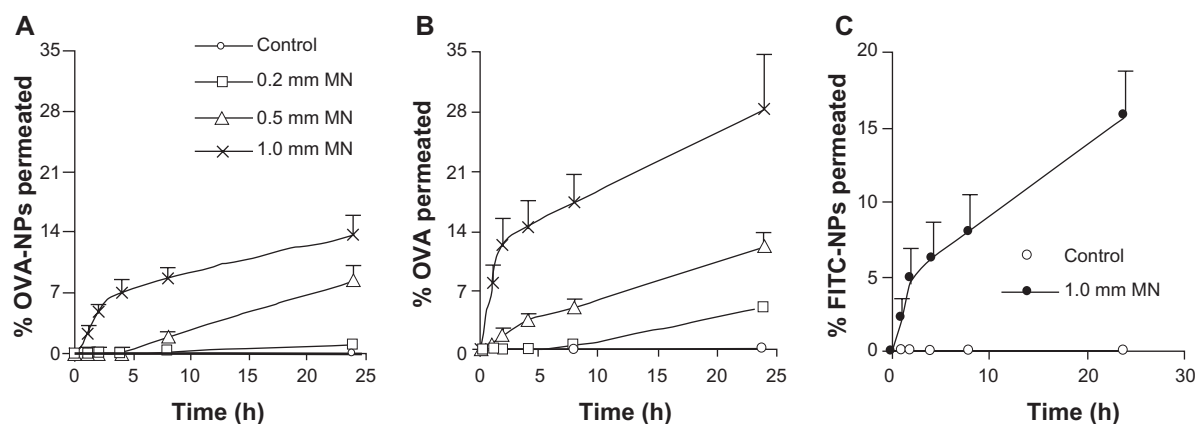 A
% OVA-NPs permeated
35
28
21
14
7
0
0 5 10 15 20 25
Time (h)
Control
0.2 mm MN
0.5 mm MN
1.0 mm MN
B
% OVA permeated
35
28
21
14
7
0
0 5 10 15 20 25
Time (h)
C
% FITC-NPs permeated
20
15
10
5
0
0 10 20 30
Time (h)
Control
1.0 mm MN